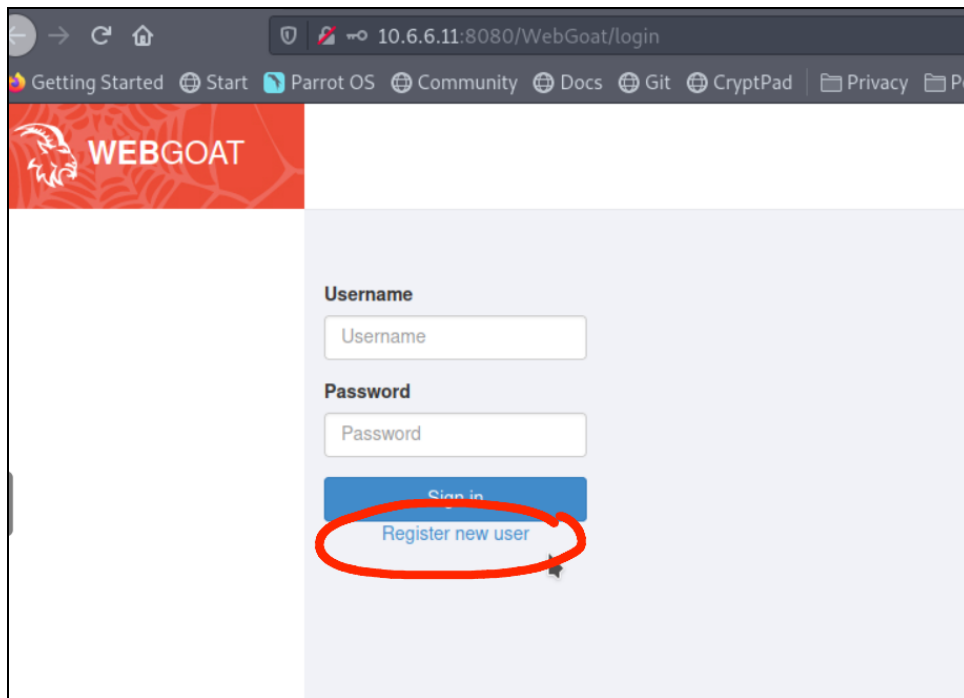 10.6.6.11:8080/WebGoat/login
Getting Started Start Parrot OS Community Docs Git CryptPad Privacy
WEBGOAT
Username
Username
Password
Password
Sign in
Register new user